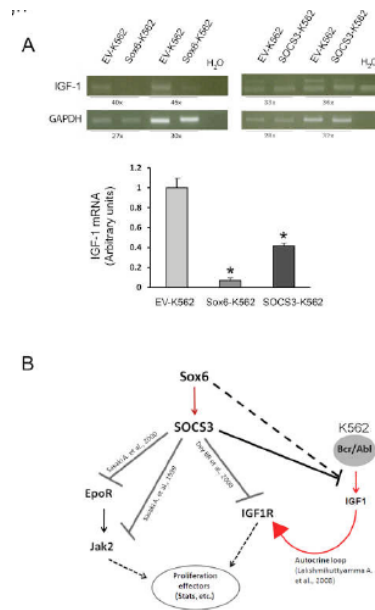 A
EV-K562
Sox6-K562
EV-K562
Sox6-K562
H2O
EV-K562
SOCS3-K562
EV-K562
SOCS3-K562
H2O
IGF-1
40x
45x
33x
36x
GAPDH
27x
30x
IGF-1 mRNA
(Arbitrary units)
1.2
1
0.8
0.6
0.4
0.2
0
*
*
EV-K562
Sox6-K562
SOCS3-K562
B
Sox6
SOCS3
K562
Bcr/Abl
IGF1
EpoR
IGF1R
Jak2
Autocrine loop
(Lakshmikuttyamma A.
et al., 2008)
Proliferation
effectors
(Stats, etc.)